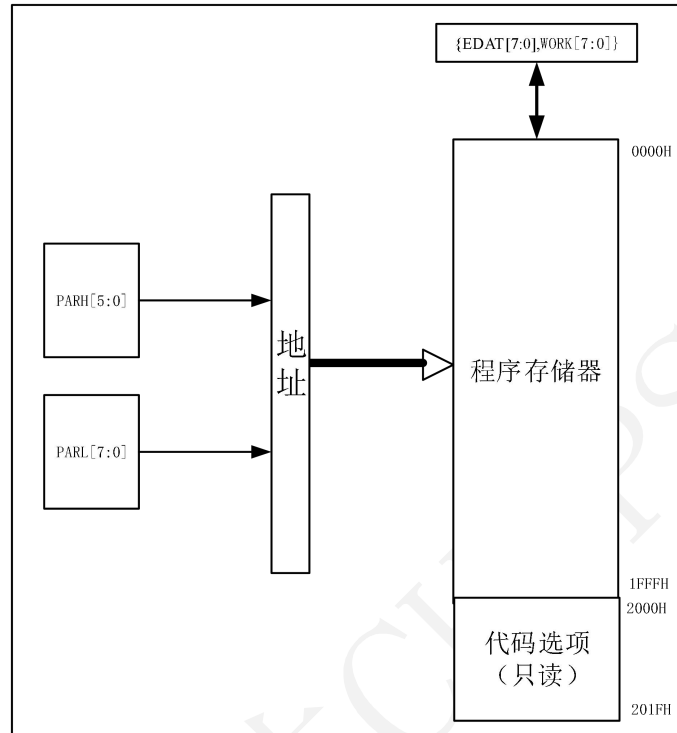 {EDAT[7:0],WORK[7:0]}
0000H
PARH[5:0]
地
址
程序存储器
PARL[7:0]
1FFFH
2000H
代码选项
（只读）
201FH